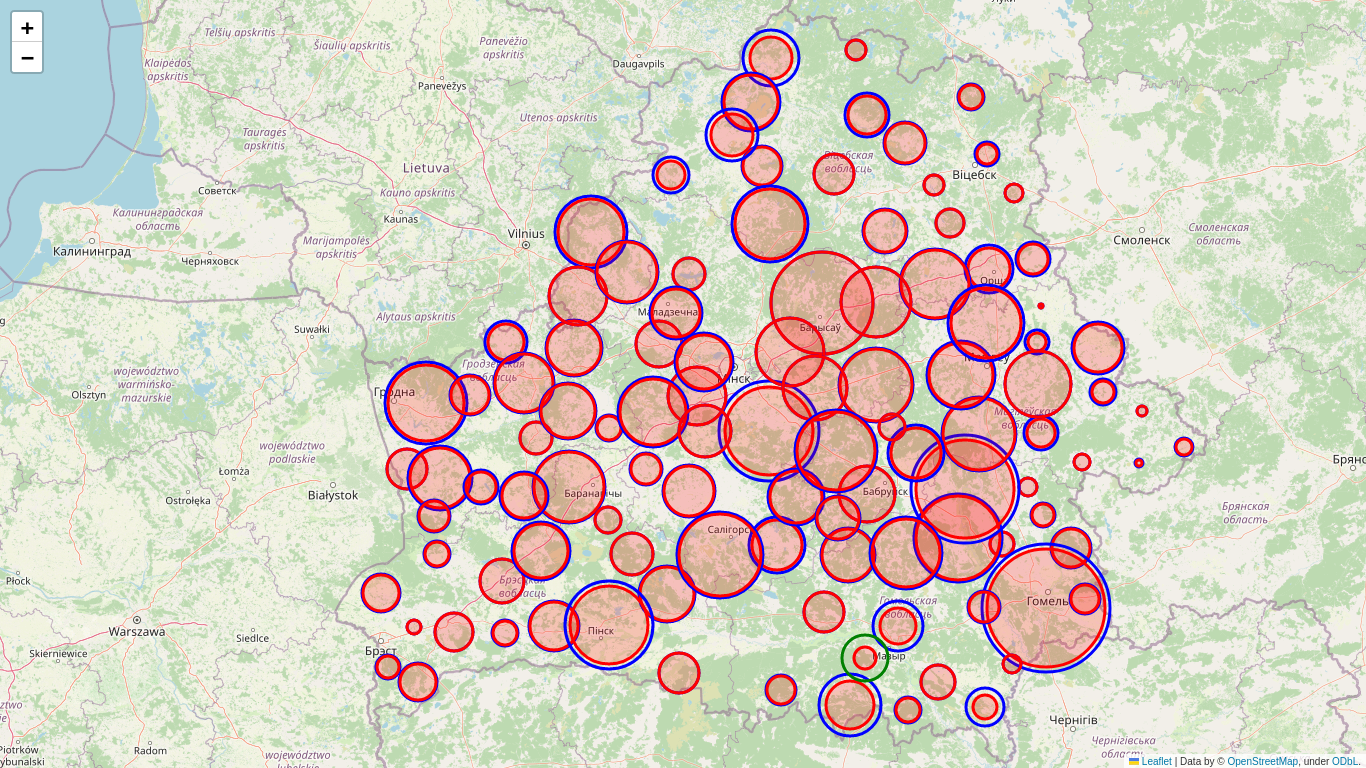 +
−
Telšių apskritis
Šiaulių apskritis
Panevėžio
apskritis
Daugavpils
Klaipėdos
apskritis
Panevėžys
Utenos apskritis
Tauragės
apskritis
Lietuva
Віцебская
вобласць
Віцебск
Советск
Kauno apskritis
Калининградская
область
Kaunas
Vilnius
Смоленск
Смоленская
область
Калининград
Черняховск
Marijampolės
apskritis
Орш
Маладзечна
Барысаў
Alytaus apskritis
Suwałki
województwo
warmińsko-
mazurskie
Гродзенская
вобласць
Olsztyn
Гродна
Магілёўская
вобласць
województwo
podlaskie
Łomża
Białystok
Ostrołęka
Баранавічы
Бабруйск
Салігорск
Бранск
Брянская
область
Płock
Брэсцкая
вобласць
Гомельская
вобласць
Гомель
Warszawa
Siedlce
Пінск
Skierniewice
Брэст
Мазыр
Чернігів
Чернігівська
область
Piotrków
Trybunalski
Radom
województwo
lubelskie
Leaflet | Data by © OpenStreetMap, under ODbL.